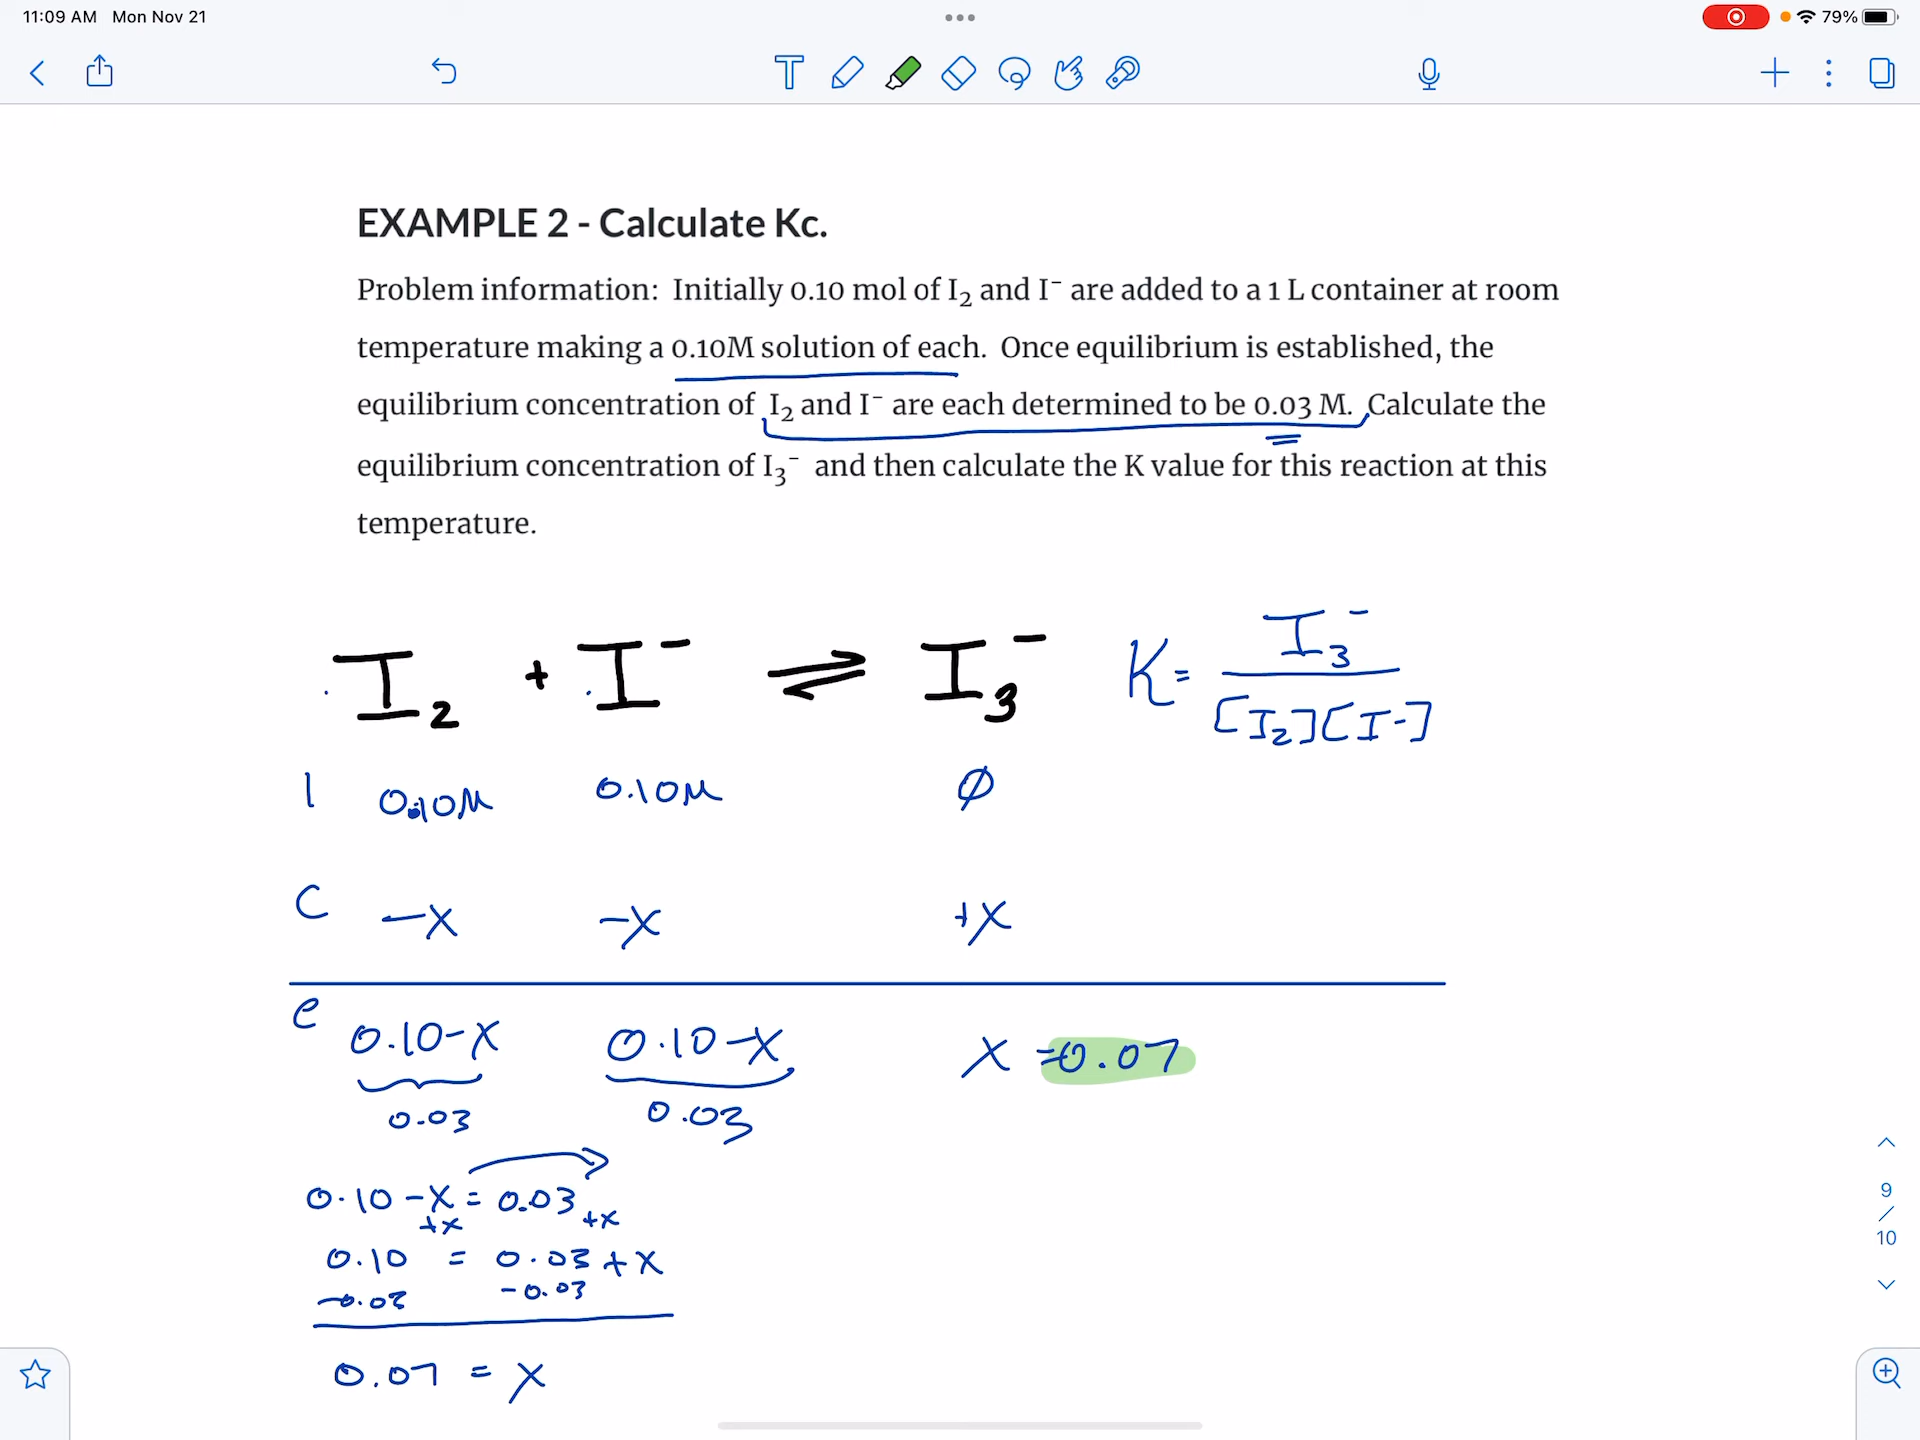 11:09 AM Mon Nov 21
79%
EXAMPLE 2 - Calculate Kc.
Problem information: Initially 0.10 mol of I₂ and I⁻ are added to a 1 L container at room
temperature making a 0.10M solution of each. Once equilibrium is established, the
equilibrium concentration of I₂ and I⁻ are each determined to be 0.03 M. Calculate the
equilibrium concentration of I₃⁻ and then calculate the K value for this reaction at this
temperature.
I₂ + I⁻ ⇌ I₃⁻ K = I₃⁻ / [I₂][I⁻]
I 0.10M 0.10M ∅
C -x -x +x
e 0.10-x 0.10-x x =0.07
0.03 0.03
0.10 -x = 0.03
+x +x
0.10 = 0.03 + x
-0.03 -0.03
0.07 = x
9
/
10